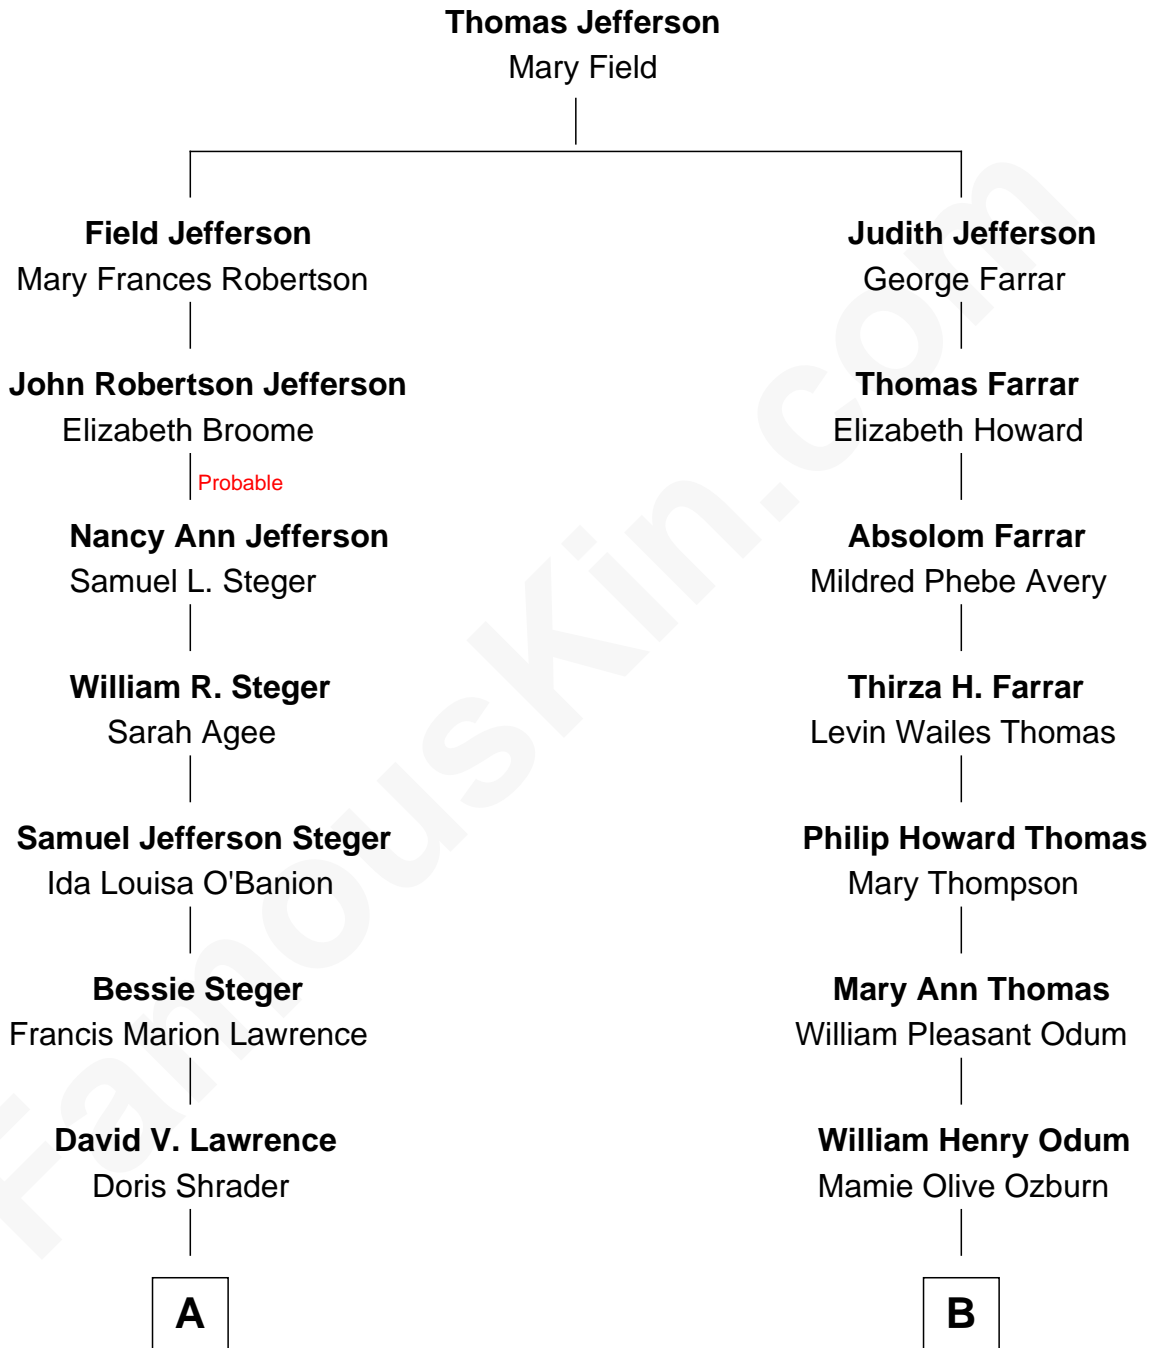 Thomas Jefferson
Mary Field
Field Jefferson
Mary Frances Robertson
John Robertson Jefferson
Elizabeth Broome
Probable
Nancy Ann Jefferson
Samuel L. Steger
William R. Steger
Sarah Agee
Samuel Jefferson Steger
Ida Louisa O'Banion
Bessie Steger
Francis Marion Lawrence
David V. Lawrence
Doris Shrader
A
Judith Jefferson
George Farrar
Thomas Farrar
Elizabeth Howard
Absolom Farrar
Mildred Phebe Avery
Thirza H. Farrar
Levin Wailes Thomas
Philip Howard Thomas
Mary Thompson
Mary Ann Thomas
William Pleasant Odum
William Henry Odum
Mamie Olive Ozburn
B
FamousKin.com